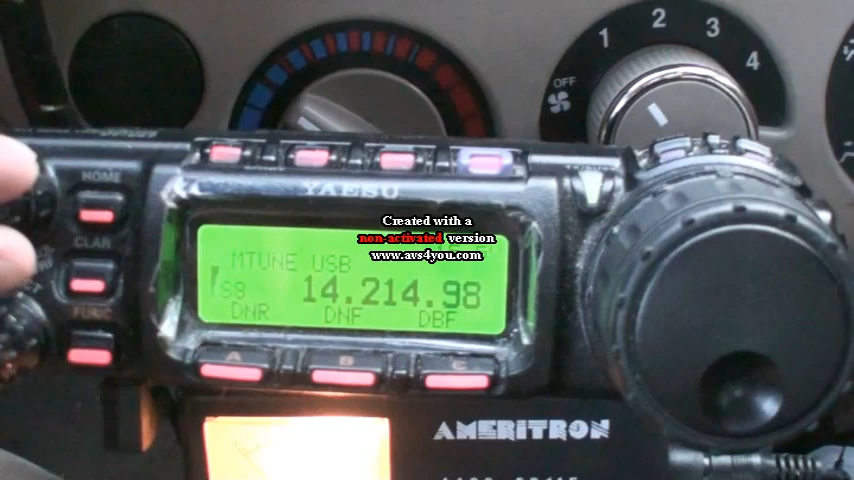 1 2 3 4
OFF
HOME
YAESU
Created with a
non-activated version
www.avs4you.com
CLAR
MTUNE USB
99 14.214.98
DNR DNF DBF
FUNC
A B C
AMERITRON